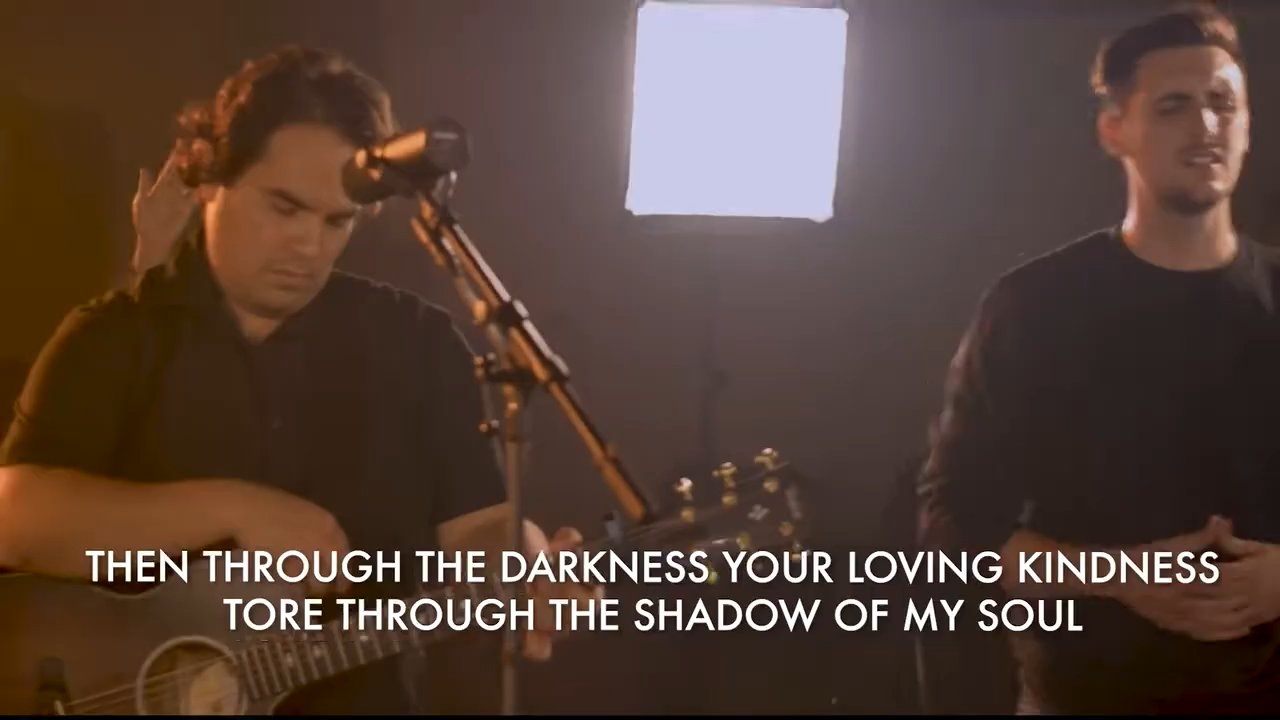 THEN THROUGH THE DARKNESS YOUR LOVING KINDNESS
TORE THROUGH THE SHADOW OF MY SOUL